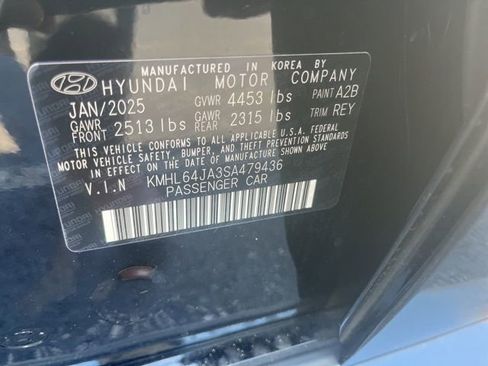 MANUFACTURED IN KOREA BY
HYUNDAI MOTOR COMPANY
JAN/2025 GVWR 4453 lbs PAINT A2B
GAWR FRONT 2513 lbs GAWR REAR 2315 lbs TRIM REY
THIS VEHICLE CONFORMS TO ALL APPLICABLE U.S.A. FEDERAL
MOTOR VEHICLE SAFETY, BUMPER, AND THEFT PREVENTION STANDARDS
IN EFFECT ON THE DATE OF MANUFACTURE SHOWN ABOVE.
V.I.N KMHL64JA3SA479436
PASSENGER CAR